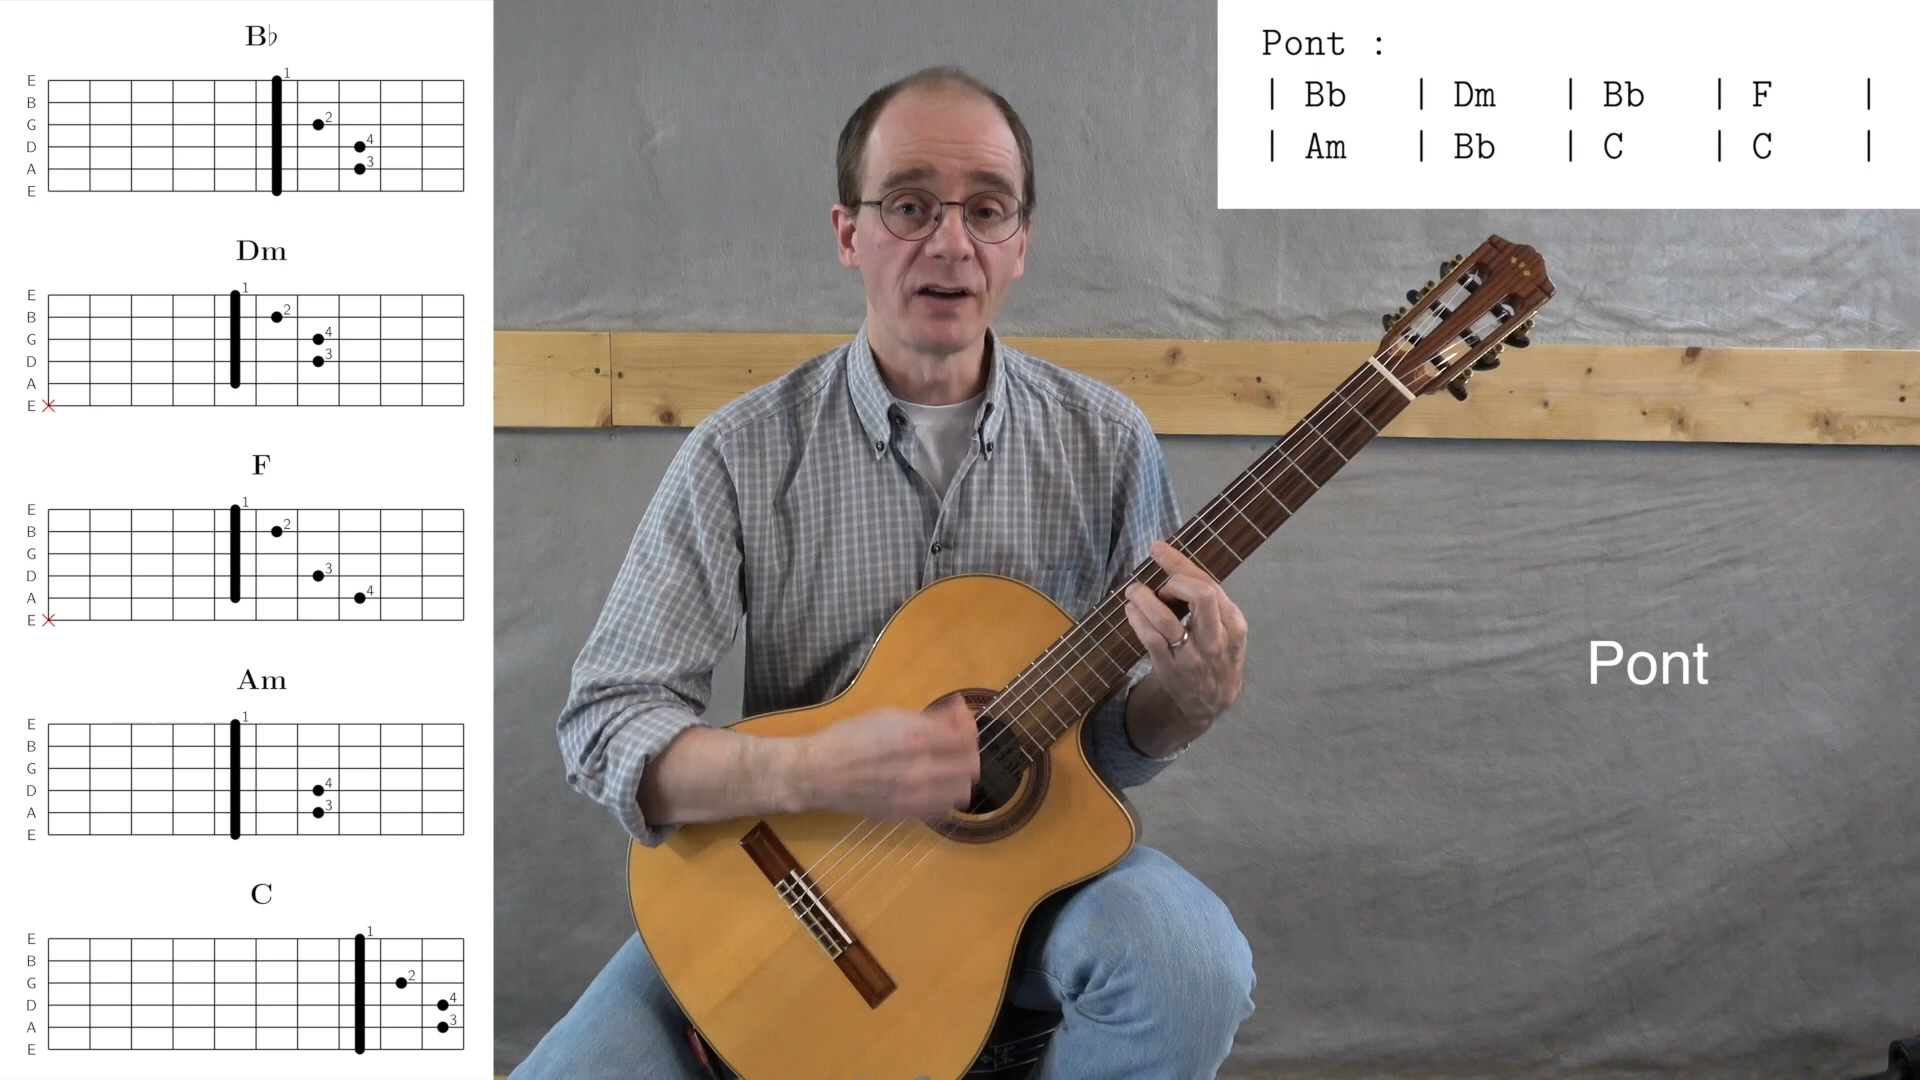 B♭
1
E
B
G 2
D 4
A 3
E
Dm
1
E
B 2
G 4
D 3
A
E
F
1
E
B 2
G
D 3
A 4
E
Am
1
E
B
G
D 4
A 3
E
C
1
E
B
G 2
D 4
A 3
E
Pont :
| Bb | Dm | Bb | F |
| Am | Bb | C | C |
Pont